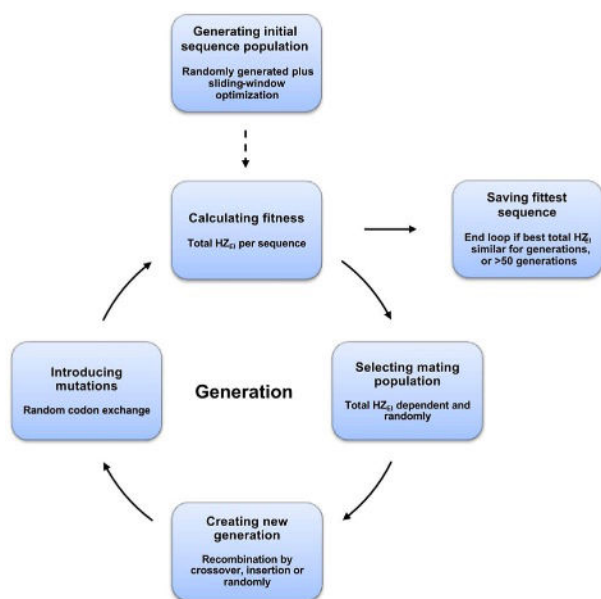 Generating initial
sequence population
Randomly generated plus
sliding-window
optimization
Calculating fitness
Total HZEI per sequence
Saving fittest
sequence
End loop if best total HZEI
similar for generations,
or >50 generations
Introducing
mutations
Random codon exchange
Generation
Selecting mating
population
Total HZEI dependent and
randomly
Creating new
generation
Recombination by
crossover, insertion or
randomly